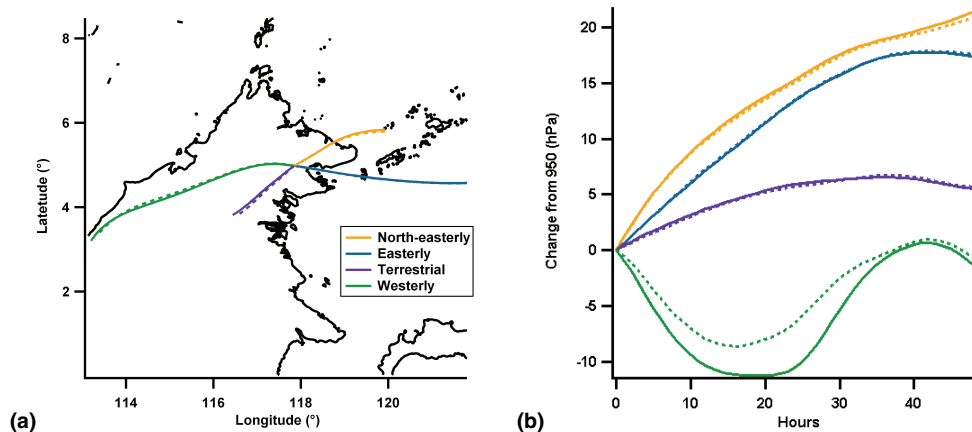 8
6
4
2
Latetude (°)
114
116
118
120
Longitude (°)
North-easterly
Easterly
Terrestrial
Westerly
(a)
20
15
10
5
0
-5
-10
Change from 950 (hPa)
0
10
20
30
40
Hours
(b)